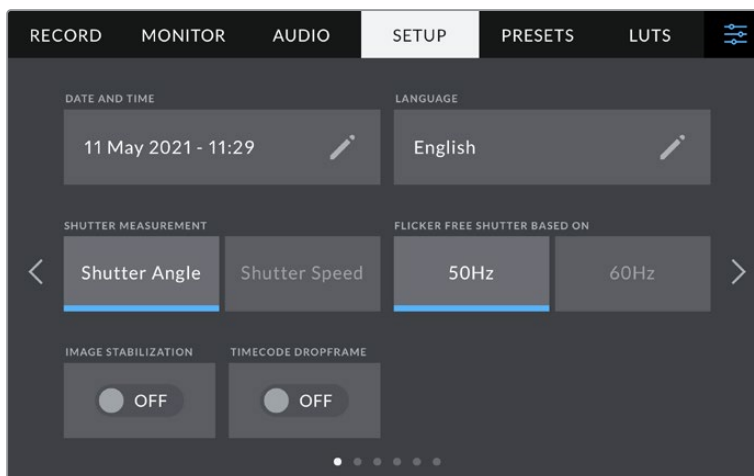 RECORD MONITOR AUDIO SETUP PRESETS LUTS
DATE AND TIME LANGUAGE
11 May 2021 - 11:29 English
SHUTTER MEASUREMENT FLICKER FREE SHUTTER BASED ON
Shutter Angle Shutter Speed 50Hz 60Hz
IMAGE STABILIZATION TIMECODE DROPFRAME
OFF OFF